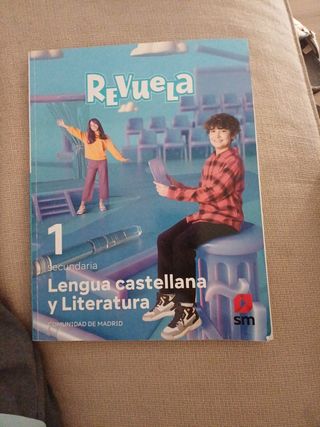 REVUELA
1
secundaria
Lengua castellana
y Literatura
COMUNIDAD DE MADRID
sm